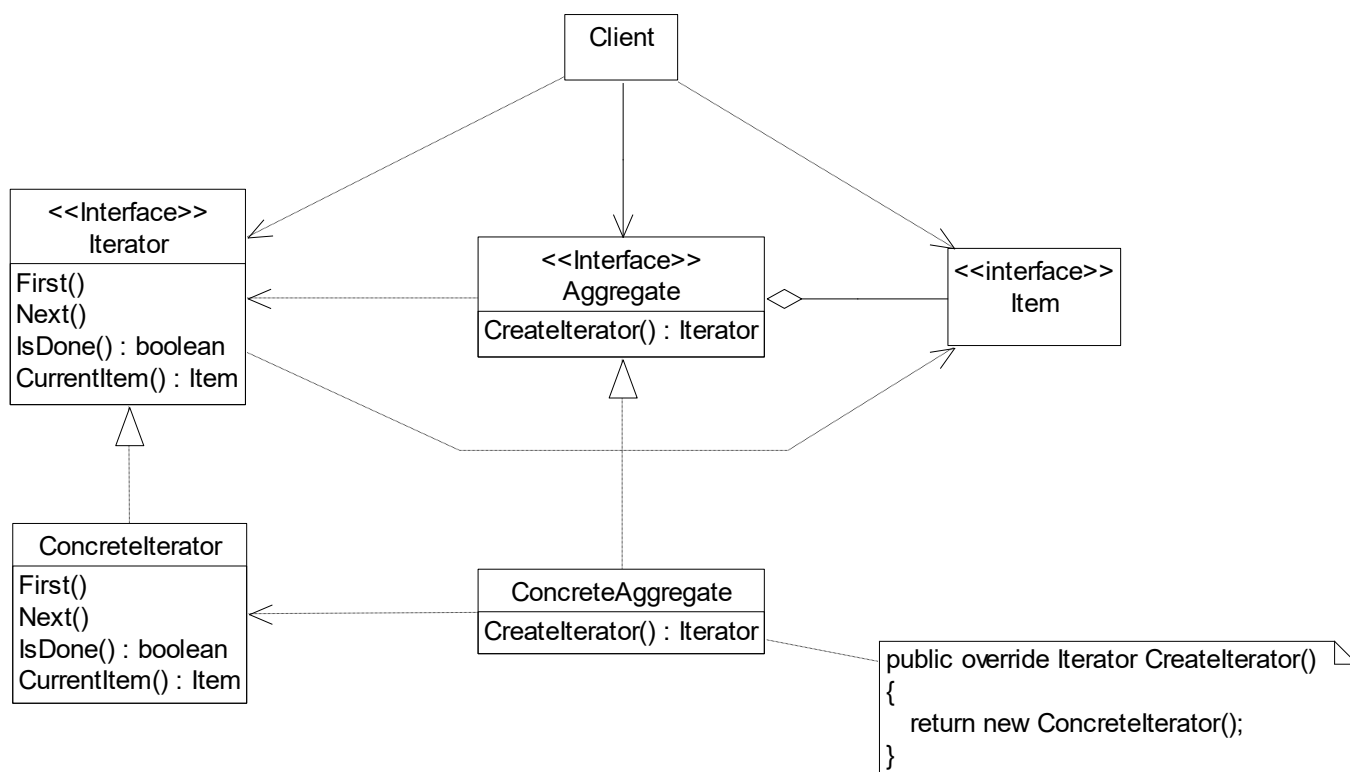 Client
<<Interface>>
Iterator
First()
Next()
IsDone() : boolean
CurrentItem() : Item
<<Interface>>
Aggregate
CreateIterator() : Iterator
<<interface>>
Item
ConcreteIterator
First()
Next()
IsDone() : boolean
CurrentItem() : Item
ConcreteAggregate
CreateIterator() : Iterator
public override Iterator CreateIterator()
{
return new ConcreteIterator();
}